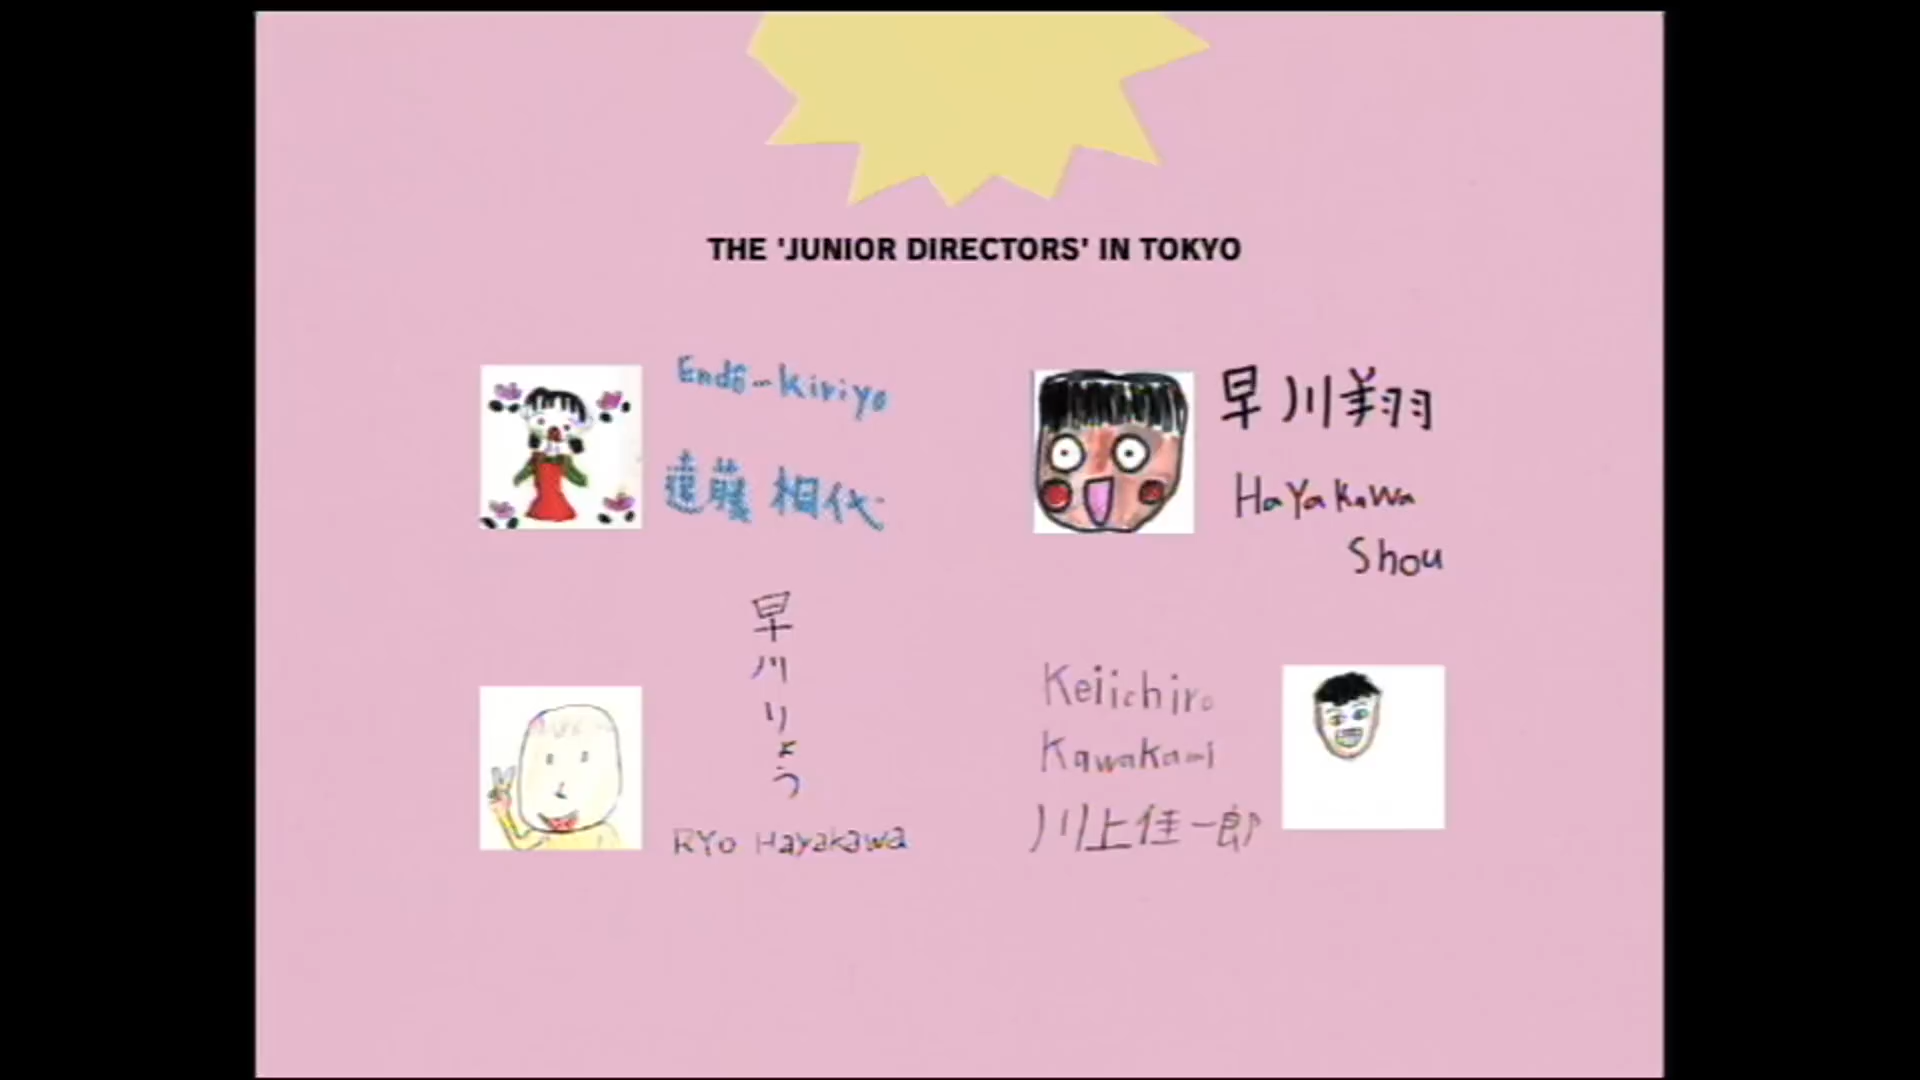 THE 'JUNIOR DIRECTORS' IN TOKYO
Endō-kiriyo
遠藤 桐代
早川翔
HaYakawa
Shou
早川りょう
RYo Hayakawa
Keiichiro
Kawakami
川上佳一郎